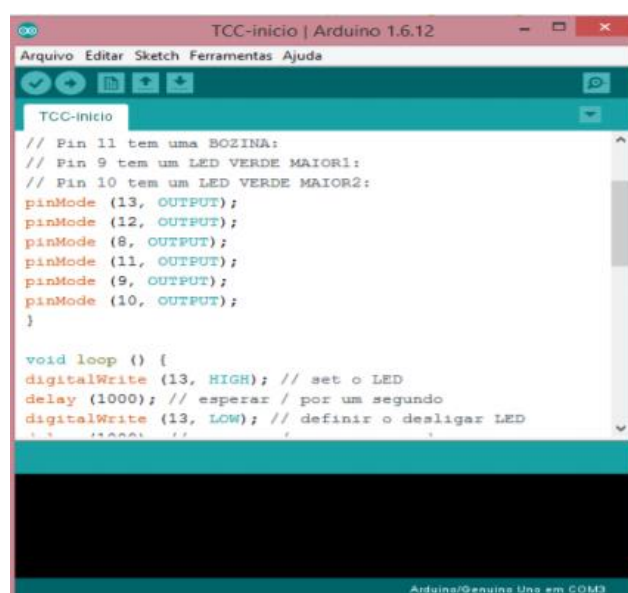 TCC-inicio | Arduino 1.6.12
Arquivo Editar Sketch Ferramentas Ajuda
TCC-inicio
// Pin 11 tem uma BOZINA:
// Pin 9 tem um LED VERDE MAIOR1:
// Pin 10 tem um LED VERDE MAIOR2:
pinMode (13, OUTPUT);
pinMode (12, OUTPUT);
pinMode (8, OUTPUT);
pinMode (11, OUTPUT);
pinMode (9, OUTPUT);
pinMode (10, OUTPUT);
}
void loop () {
digitalWrite (13, HIGH); // set o LED
delay (1000); // esperar / por um segundo
digitalWrite (13, LOW); // definir o desligar LED
Arduino/Genuino Uno em COM3